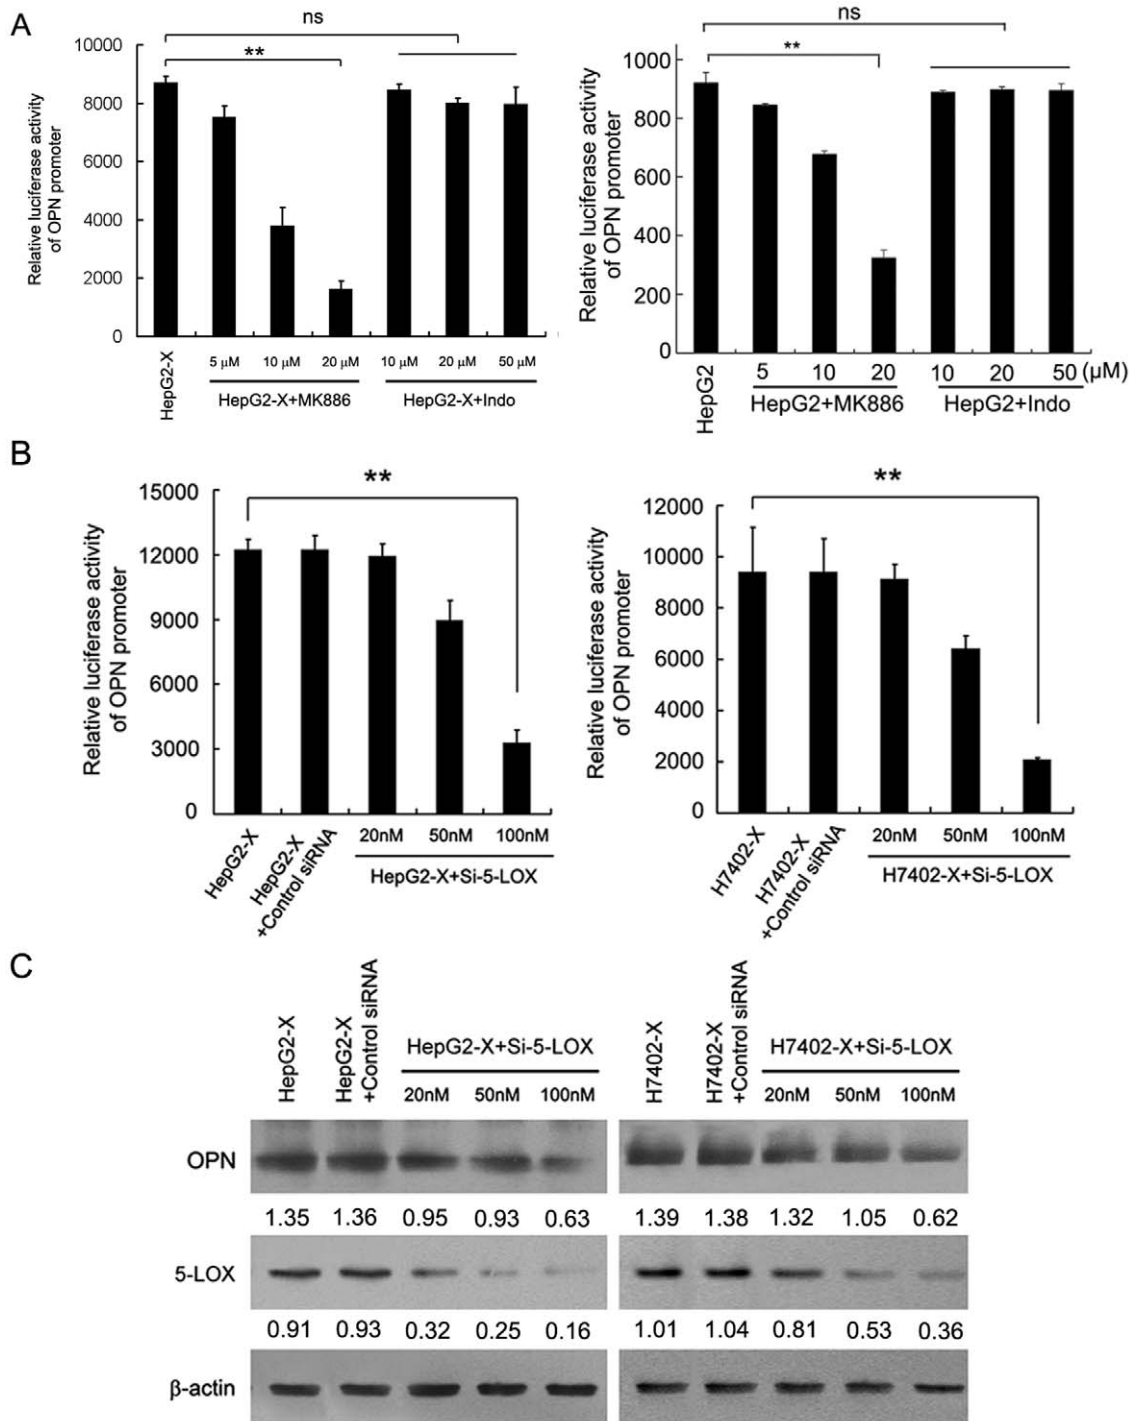 A
ns
**
10000
8000
6000
4000
2000
0
Relative luciferase activity
of OPN promoter
HepG2-X
5 μM
10 μM
20 μM
10 μM
20 μM
50 μM
HepG2-X+MK886
HepG2-X+Indo
ns
**
1000
800
600
400
200
0
Relative luciferase activity
of OPN promoter
HepG2
5
10
20
10
20
50 (μM)
HepG2+MK886
HepG2+Indo
B
**
15000
12000
9000
6000
3000
0
Relative luciferase activity
of OPN promoter
HepG2-X
HepG2-X
+Control siRNA
20nM
50nM
100nM
HepG2-X+Si-5-LOX
**
12000
10000
8000
6000
4000
2000
0
Relative luciferase activity
of OPN promoter
H7402-X
H7402-X
+Control siRNA
20nM
50nM
100nM
H7402-X+Si-5-LOX
C
HepG2-X
HepG2-X
+Control siRNA
HepG2-X+Si-5-LOX
20nM 50nM 100nM
H7402-X
H7402-X
+Control siRNA
H7402-X+Si-5-LOX
20nM 50nM 100nM
OPN
1.35 1.36 0.95 0.93 0.63 1.39 1.38 1.32 1.05 0.62
5-LOX
0.91 0.93 0.32 0.25 0.16 1.01 1.04 0.81 0.53 0.36
β-actin